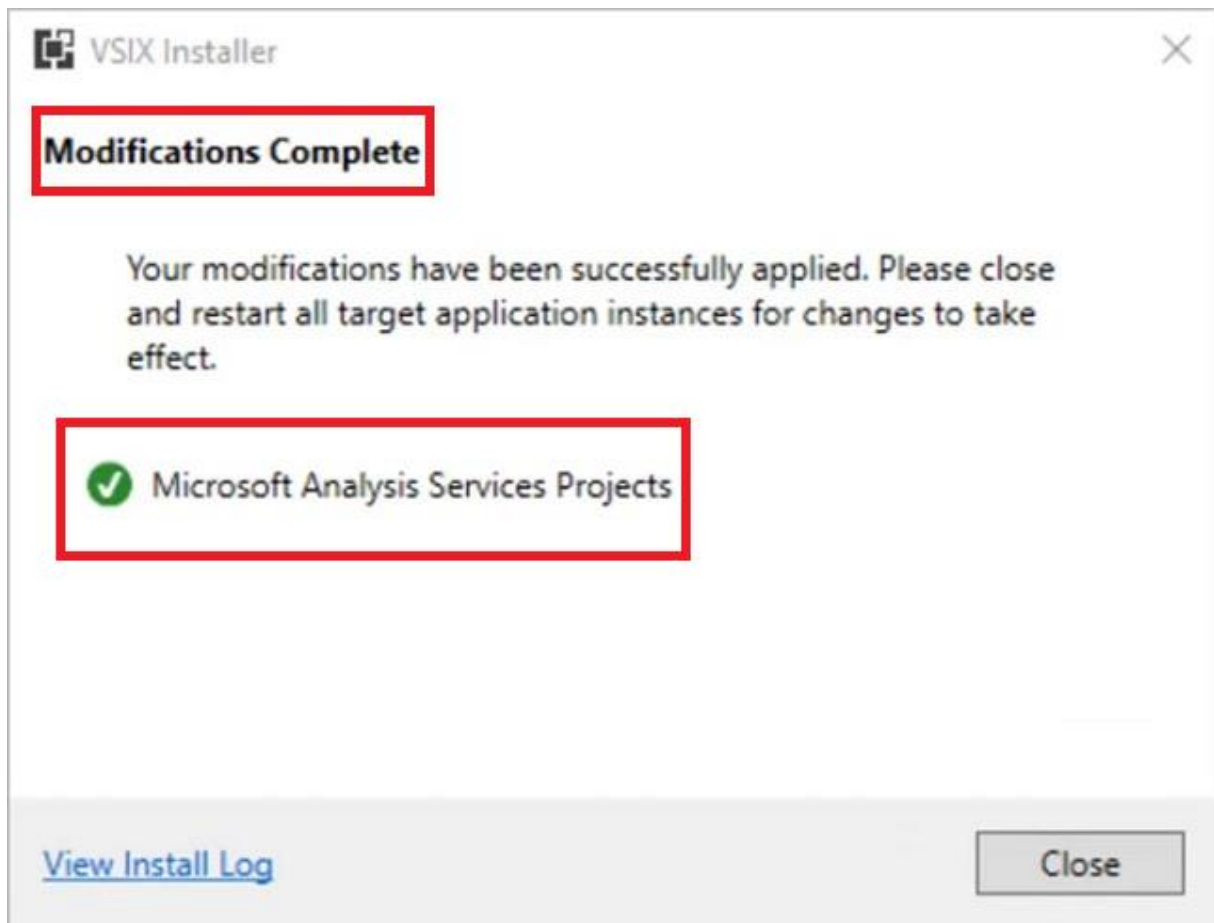 VSIX Installer
Modifications Complete
Your modifications have been successfully applied. Please close
and restart all target application instances for changes to take
effect.
Microsoft Analysis Services Projects
View Install Log
Close